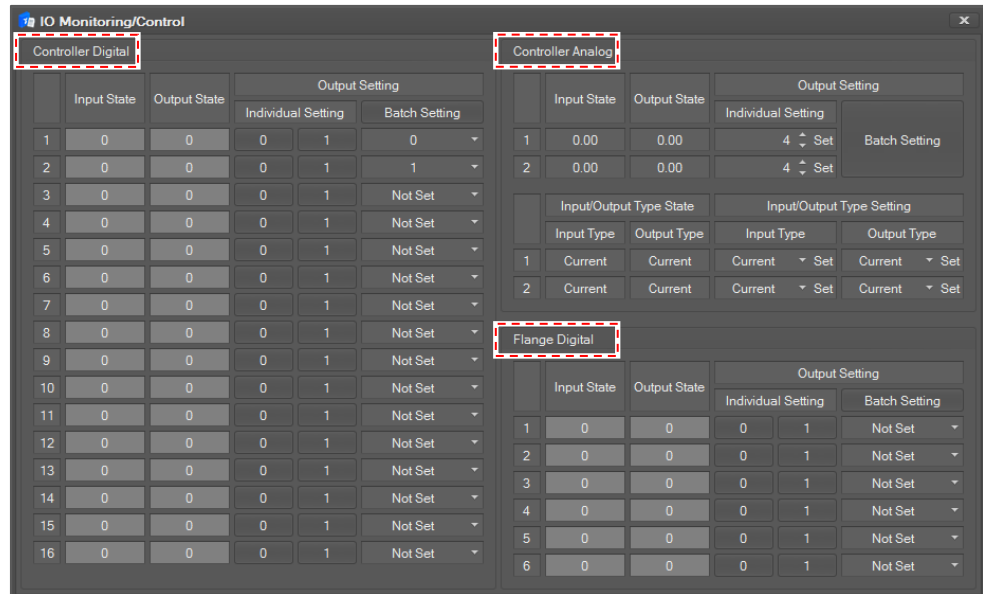 IO Monitoring/Control x
Controller Digital
Input State Output State Output Setting
Individual Setting Batch Setting
1 0 0 0 1 0
2 0 0 0 1 1
3 0 0 0 1 Not Set
4 0 0 0 1 Not Set
5 0 0 0 1 Not Set
6 0 0 0 1 Not Set
7 0 0 0 1 Not Set
8 0 0 0 1 Not Set
9 0 0 0 1 Not Set
10 0 0 0 1 Not Set
11 0 0 0 1 Not Set
12 0 0 0 1 Not Set
13 0 0 0 1 Not Set
14 0 0 0 1 Not Set
15 0 0 0 1 Not Set
16 0 0 0 1 Not Set
Controller Analog
Input State Output State Output Setting
Individual Setting Batch Setting
1 0.00 0.00 4 Set
2 0.00 0.00 4 Set
Input/Output Type State Input/Output Type Setting
Input Type Output Type Input Type Output Type
1 Current Current Current Set Current Set
2 Current Current Current Set Current Set
Flange Digital
Input State Output State Output Setting
Individual Setting Batch Setting
1 0 0 0 1 Not Set
2 0 0 0 1 Not Set
3 0 0 0 1 Not Set
4 0 0 0 1 Not Set
5 0 0 0 1 Not Set
6 0 0 0 1 Not Set